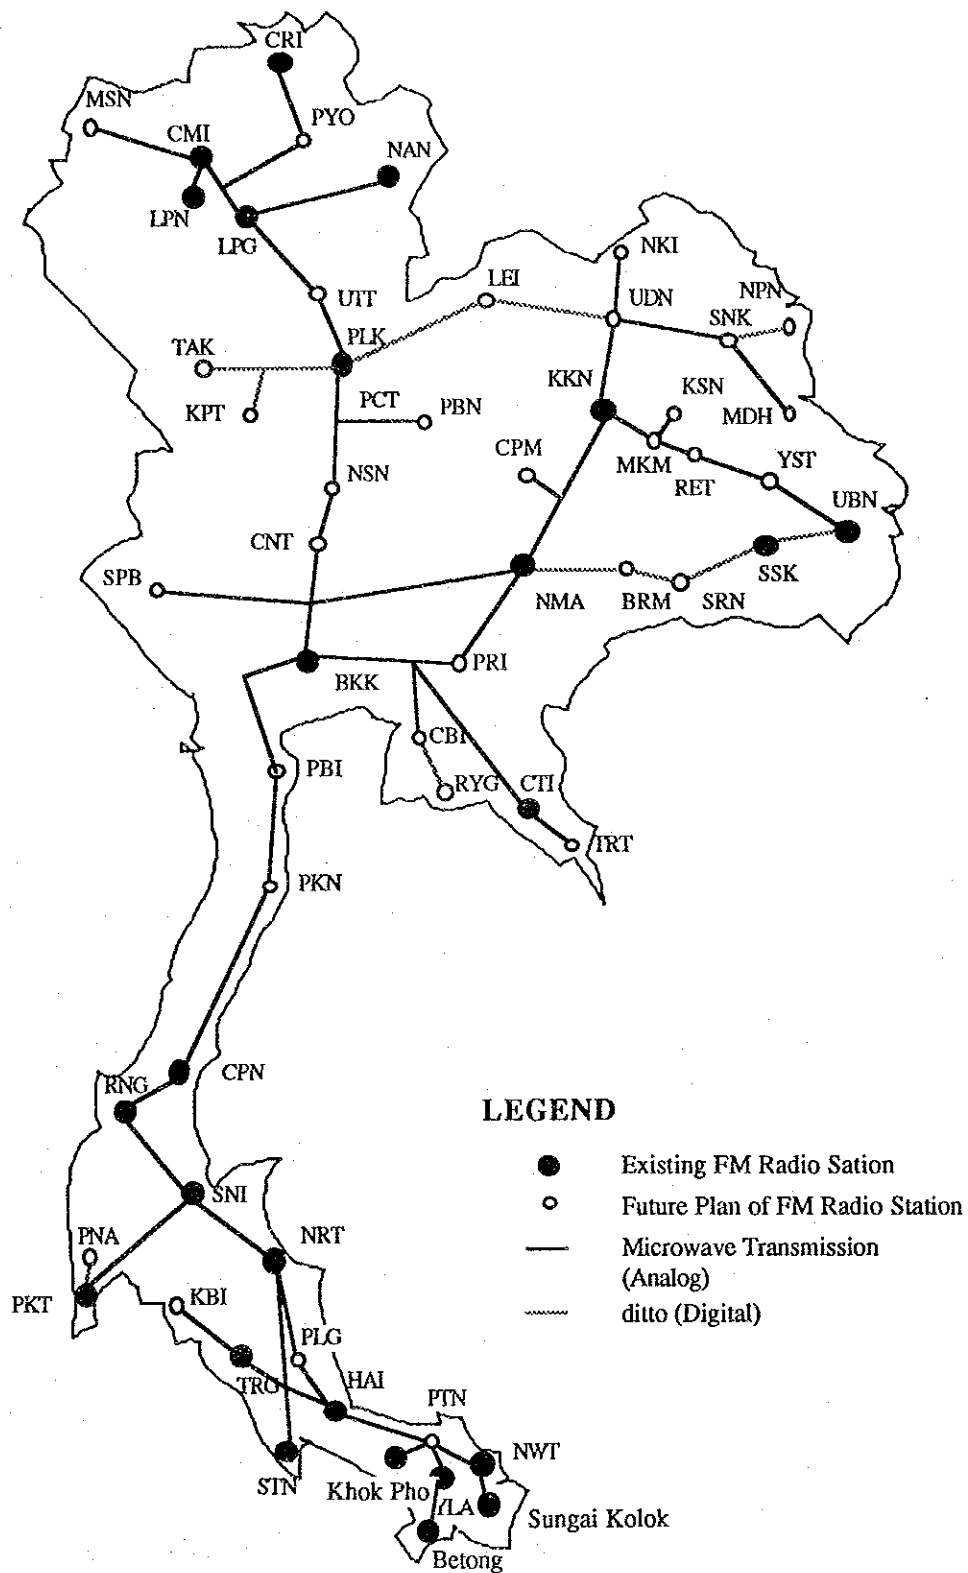 CRI
MSN
PYO
CMI
NAN
LPN
LPG
NKI
LEI
UTT
UDN
NPN
SNK
PLK
TAK
KKN
KSN
PCT
PBN
KPT
MDH
CPM
MKM
YST
NSN
RET
UBN
CNT
SPB
SSK
NMA
BRM
SRN
PRI
BKK
CBI
PBI
RYG
CTI
TRT
PKN
CPN
RNG
LEGEND
Existing FM Radio Sation
SNI
Future Plan of FM Radio Station
PNA
NRT
Microwave Transmission
(Analog)
PKT
KBI
ditto (Digital)
PLG
TRG
HAI
PTN
NWT
STN
Khok Pho
YLA
Sungai Kolok
Betong